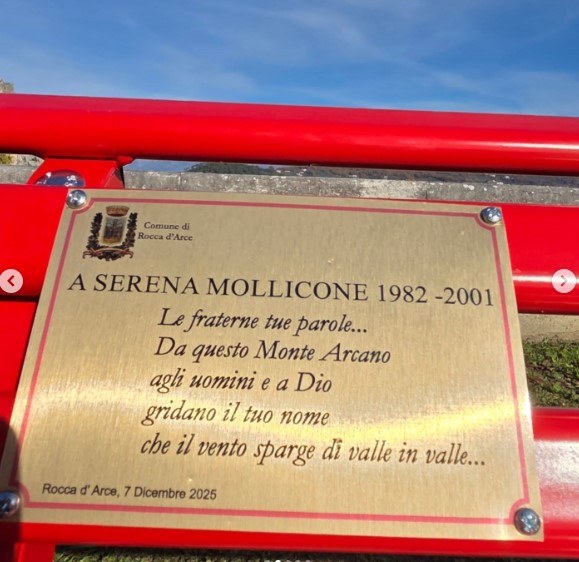 Comune di
Rocca d'Arce
A SERENA MOLLICONE 1982 -2001
Le fraterne tue parole...
Da questo Monte Arcano
agli uomini e a Dio
gridano il tuo nome
che il vento sparge di valle in valle...
Rocca d' Arce, 7 Dicembre 2025